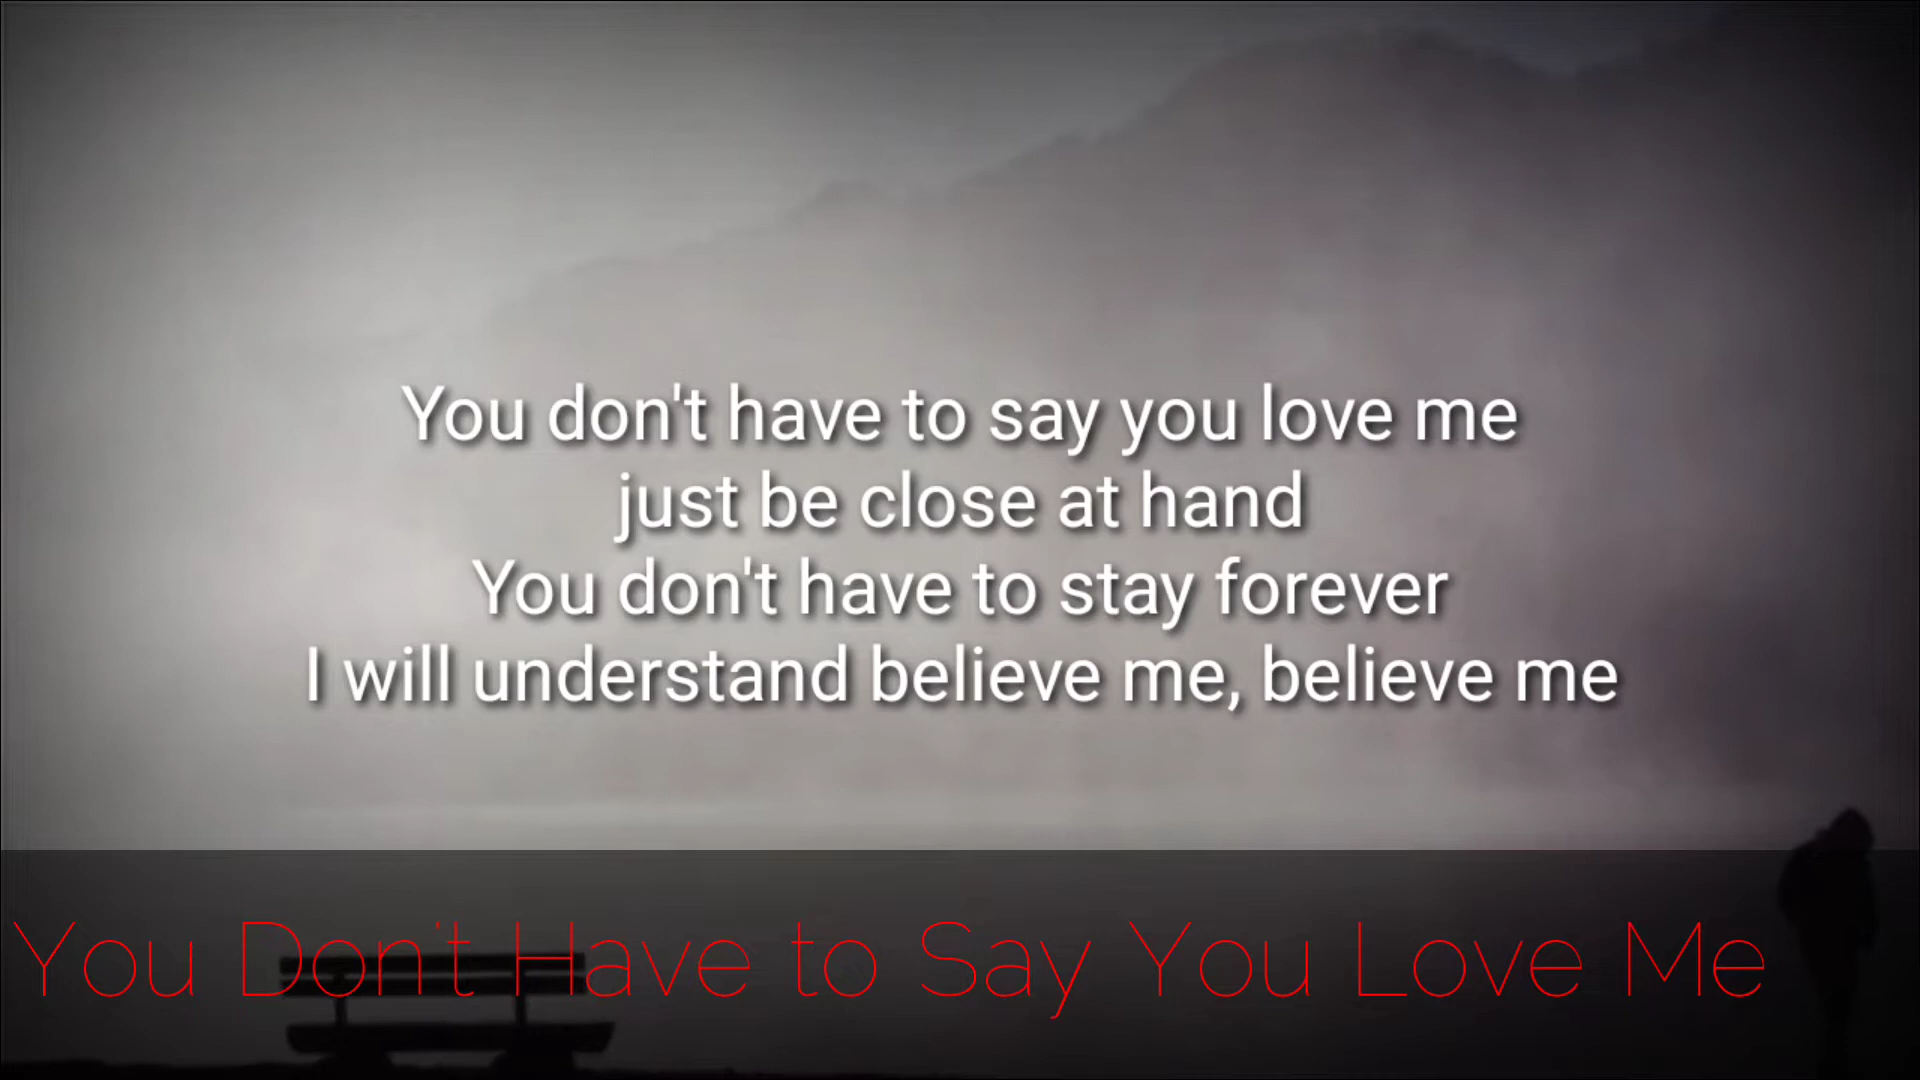 You don't have to say you love me
just be close at hand
You don't have to stay forever
I will understand believe me, believe me
You Don't Have to Say You Love Me